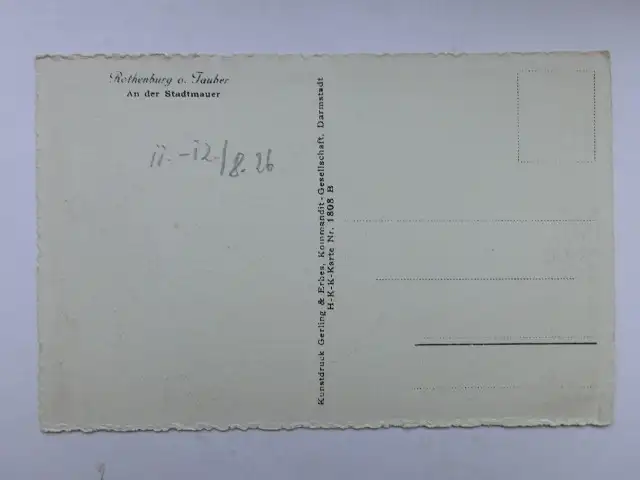 Rothenburg o. Tauber
An der Stadtmauer
11.-12./8.26
Kunstdruck Gerling & Erbes, Kommandit-Gesellschaft, Darmstadt
H-K-K-Karte Nr. 1808 B